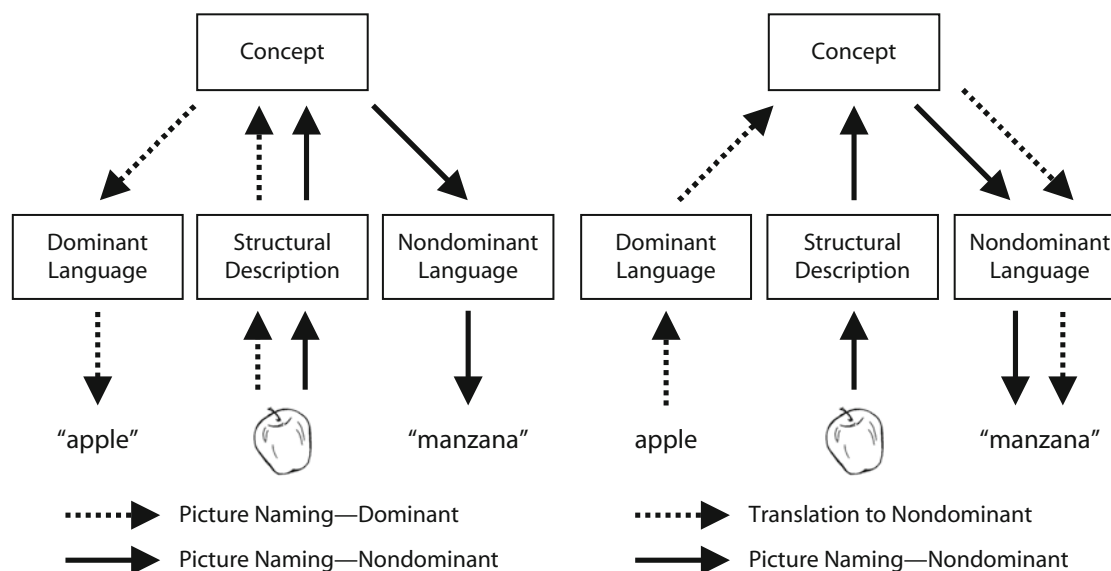 Concept
Dominant
Language
Structural
Description
Nondominant
Language
“apple”
“manzana”
Picture Naming—Dominant
Picture Naming—Nondominant
Concept
Dominant
Language
Structural
Description
Nondominant
Language
apple
“manzana”
Translation to Nondominant
Picture Naming—Nondominant